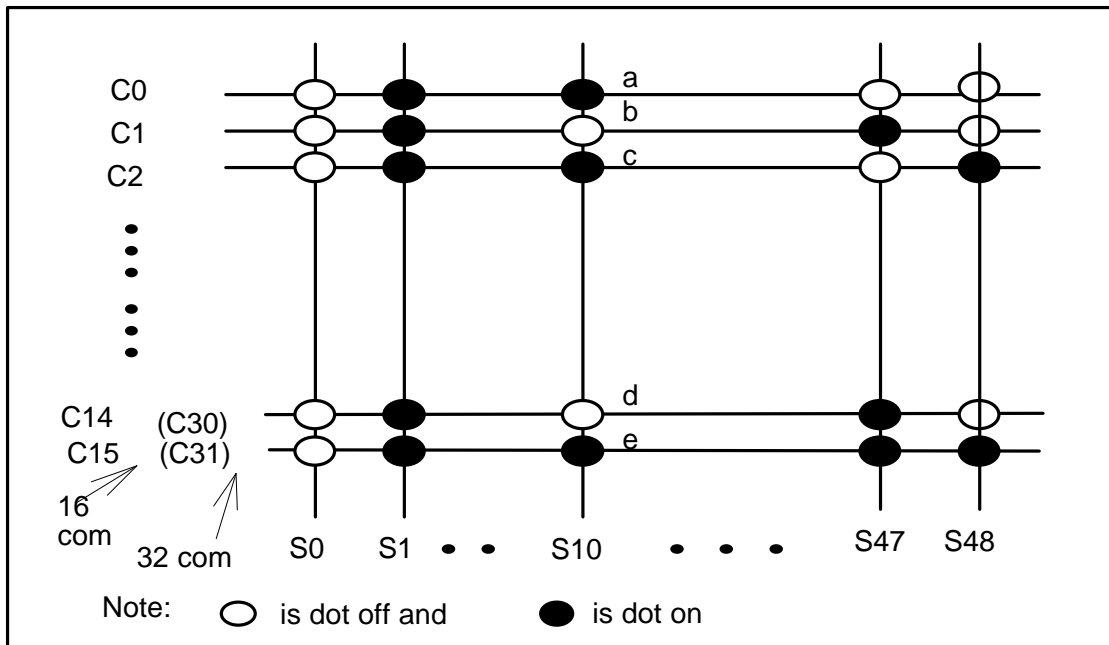 a
C0
b
C1
c
C2
d
C14 (C30)
e
C15 (C31)
16
com
32 com
S0 S1 S10 S47 S48
Note: is dot off and is dot on